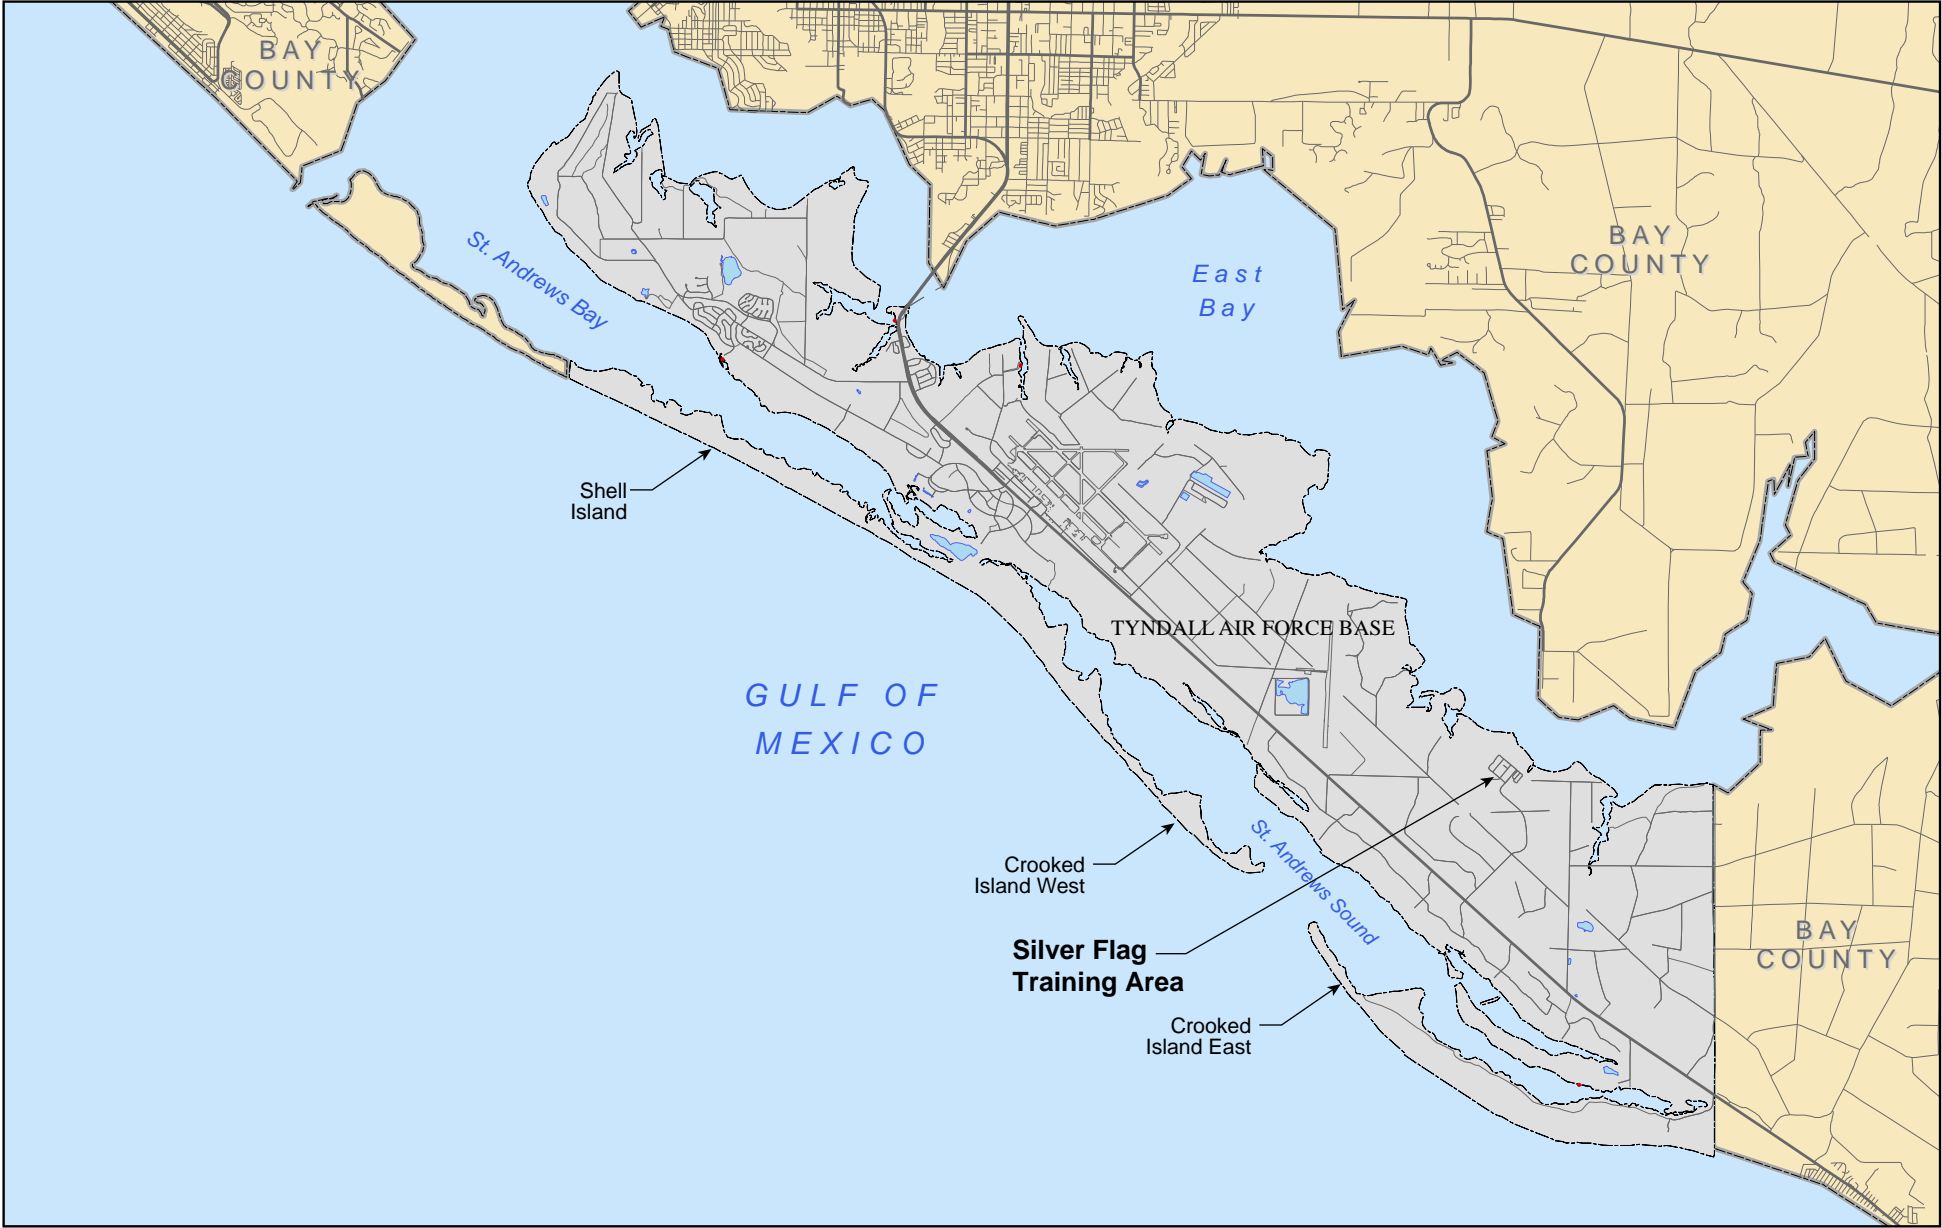 BAY
COUNTY
St. Andrews Bay
East
Bay
BAY
COUNTY
Shell
Island
TYNDALL AIR FORCE BASE
GULF OF
MEXICO
St. Andrews Sound
Crooked
Island West
Silver Flag
Training Area
BAY
COUNTY
Crooked
Island East